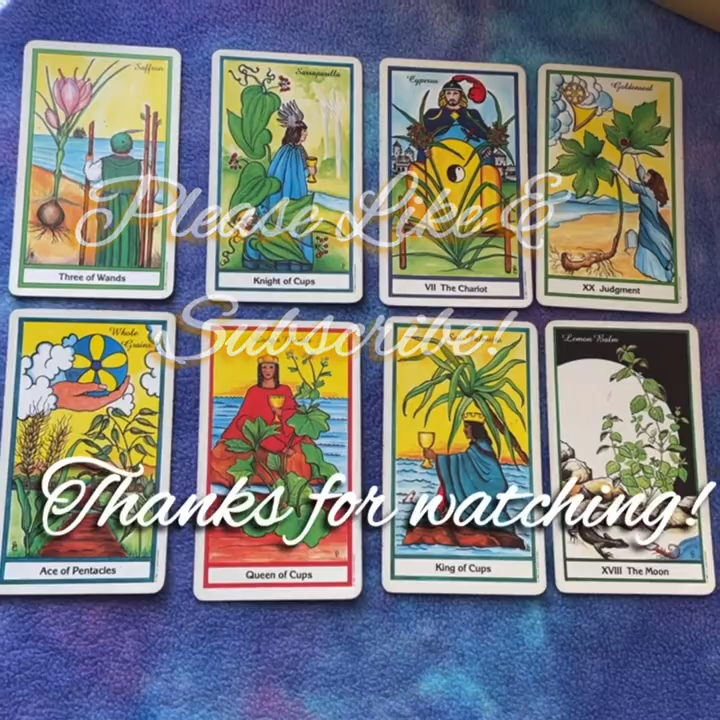 Saffron
Sarsaparilla
Cyperus
Goldenseal
Please Like &
Three of Wands
Knight of Cups
VII The Chariot
XX Judgment
Subscribe!
Whole
Grains
Lemon Balm
Thanks for watching!
Ace of Pentacles
Queen of Cups
King of Cups
XVIII The Moon